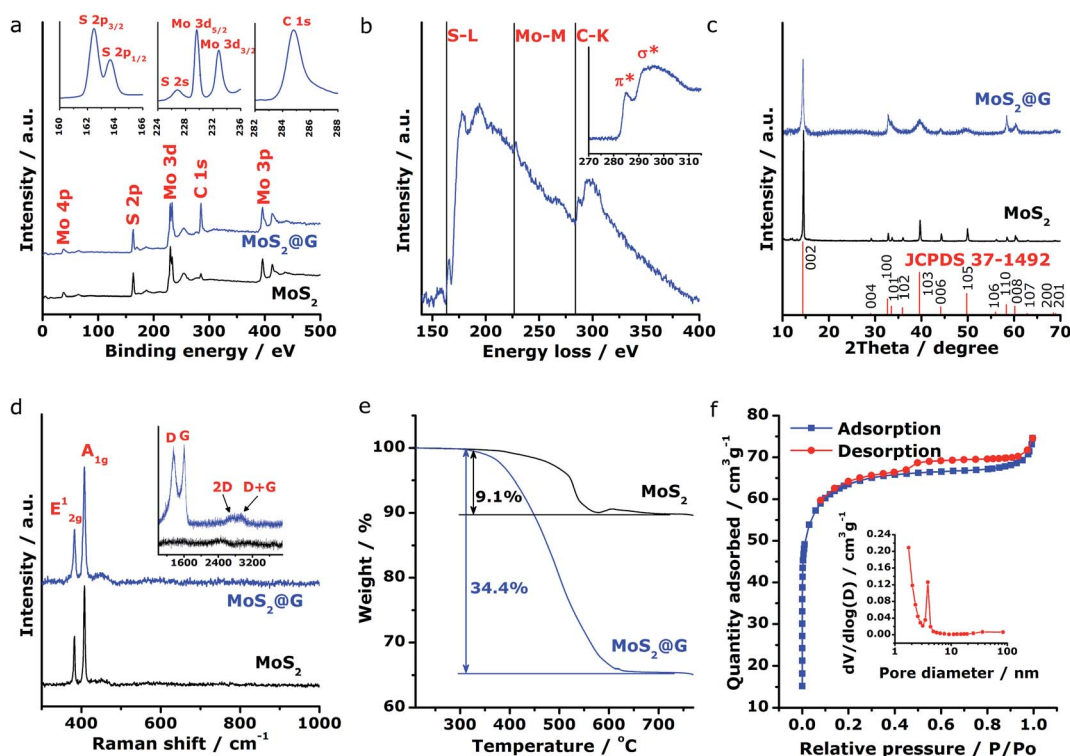 a
S 2p3/2
S 2p1/2
160 162 164 166
S 2s
Mo 3d5/2
Mo 3d3/2
224 228 232 236
C 1s
282 284 286 288
Mo 4p
S 2p
Mo 3d
C 1s
Mo 3p
MoS2@G
MoS2
Intensity / a.u.
0 100 200 300 400 500
Binding energy / eV
b
S-L
Mo-M
C-K
π*
σ*
270 285 300 315
Intensity / a.u.
150 200 250 300 350 400
Energy loss / eV
c
MoS2@G
MoS2
JCPDS 37-1492
002
004
100
101
102
103
006
105
106
110
008
107
200
201
Intensity / a.u.
10 20 30 40 50 60 70
2Theta / degree
d
E12g
A1g
D G
2D D+G
1600 2400 3200
MoS2@G
MoS2
Intensity / a.u.
400 600 800 1000
Raman shift / cm-1
e
100
90
80
70
60
9.1%
34.4%
MoS2
MoS2@G
Weight / %
300 400 500 600 700
Temperature / °C
f
Adsorption
Desorption
80
70
60
50
40
30
20
10
Quantity adsorbed / cm3g-1
0.24
0.20
0.16
0.12
0.08
0.04
0.00
dV/dlog(D) / cm3g-1
1 10 100
Pore diameter / nm
0.0 0.2 0.4 0.6 0.8 1.0
Relative pressure / P/Po